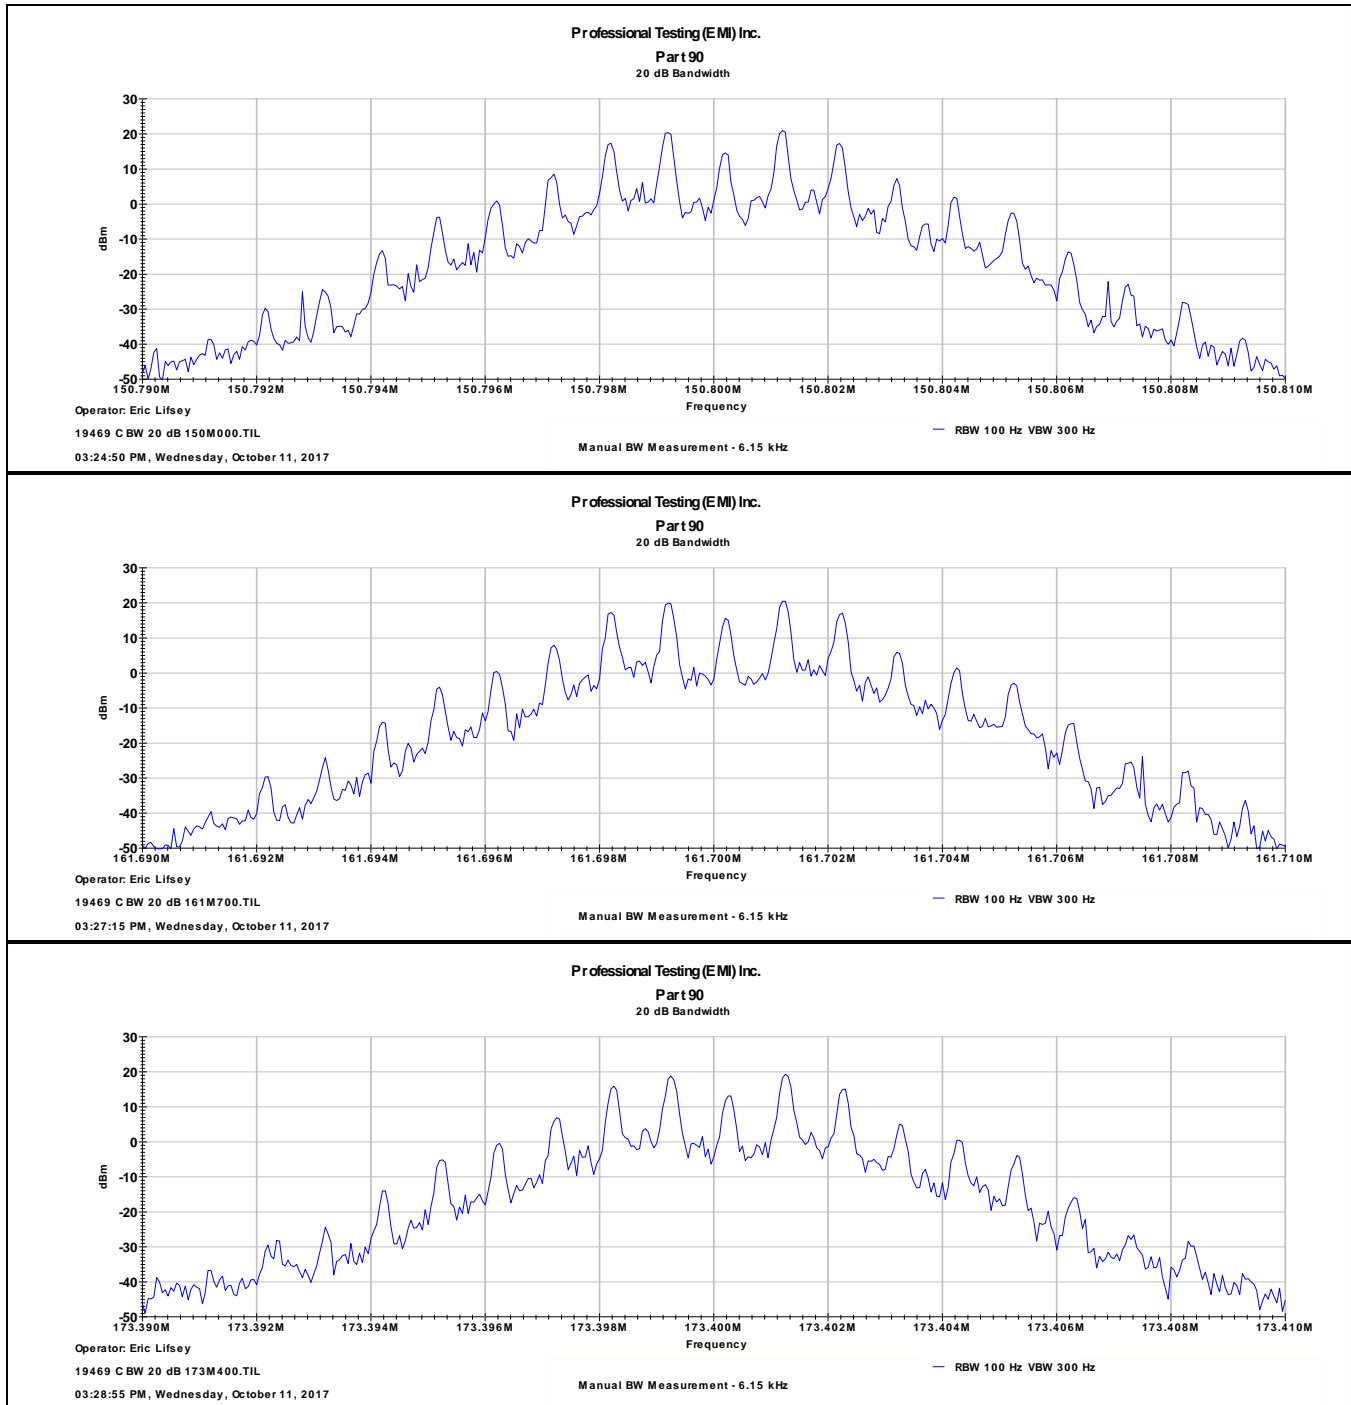 Professional Testing (EMI) Inc.
Part 90
20 dB Bandwidth
30
20
10
0
-10
-20
-30
-40
-50
dBm
150.790M 150.792M 150.794M 150.796M 150.798M 150.800M 150.802M 150.804M 150.806M 150.808M 150.810M
Frequency
Operator: Eric Lifsey
19469 CBW 20 dB 150M000.TIL
03:24:50 PM, Wednesday, October 11, 2017
Manual BW Measurement - 6.15 kHz
RBW 100 Hz VBW 300 Hz
Professional Testing (EMI) Inc.
Part 90
20 dB Bandwidth
30
20
10
0
-10
-20
-30
-40
-50
dBm
161.690M 161.692M 161.694M 161.696M 161.698M 161.700M 161.702M 161.704M 161.706M 161.708M 161.710M
Frequency
Operator: Eric Lifsey
19469 CBW 20 dB 161M700.TIL
03:27:15 PM, Wednesday, October 11, 2017
Manual BW Measurement - 6.15 kHz
RBW 100 Hz VBW 300 Hz
Professional Testing (EMI) Inc.
Part 90
20 dB Bandwidth
30
20
10
0
-10
-20
-30
-40
-50
dBm
173.390M 173.392M 173.394M 173.396M 173.398M 173.400M 173.402M 173.404M 173.406M 173.408M 173.410M
Frequency
Operator: Eric Lifsey
19469 CBW 20 dB 173M400.TIL
03:28:55 PM, Wednesday, October 11, 2017
Manual BW Measurement - 6.15 kHz
RBW 100 Hz VBW 300 Hz